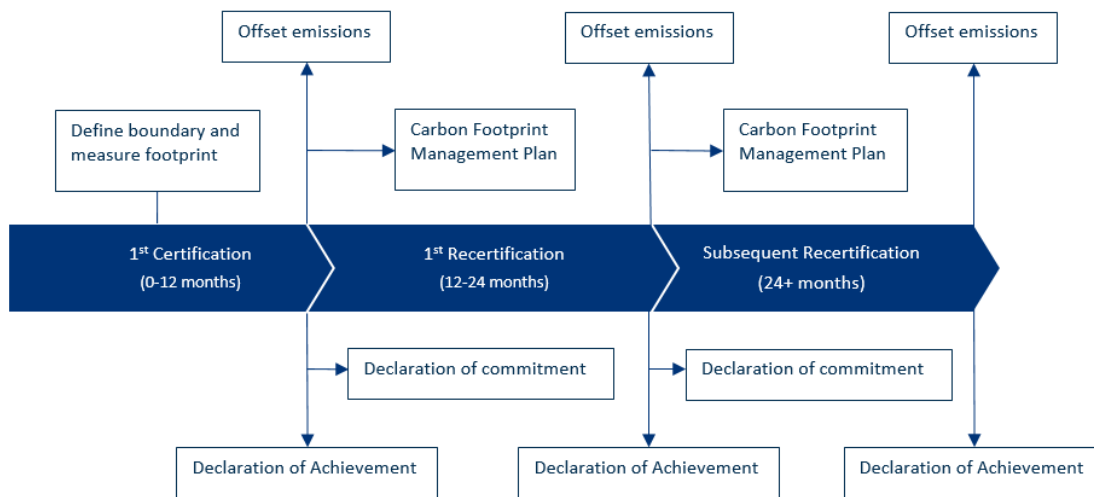 Offset emissions
Offset emissions
Offset emissions
Define boundary and
measure footprint
Carbon Footprint
Management Plan
Carbon Footprint
Management Plan
1st Certification
(0-12 months)
1st Recertification
(12-24 months)
Subsequent Recertification
(24+ months)
Declaration of commitment
Declaration of commitment
Declaration of Achievement
Declaration of Achievement
Declaration of Achievement